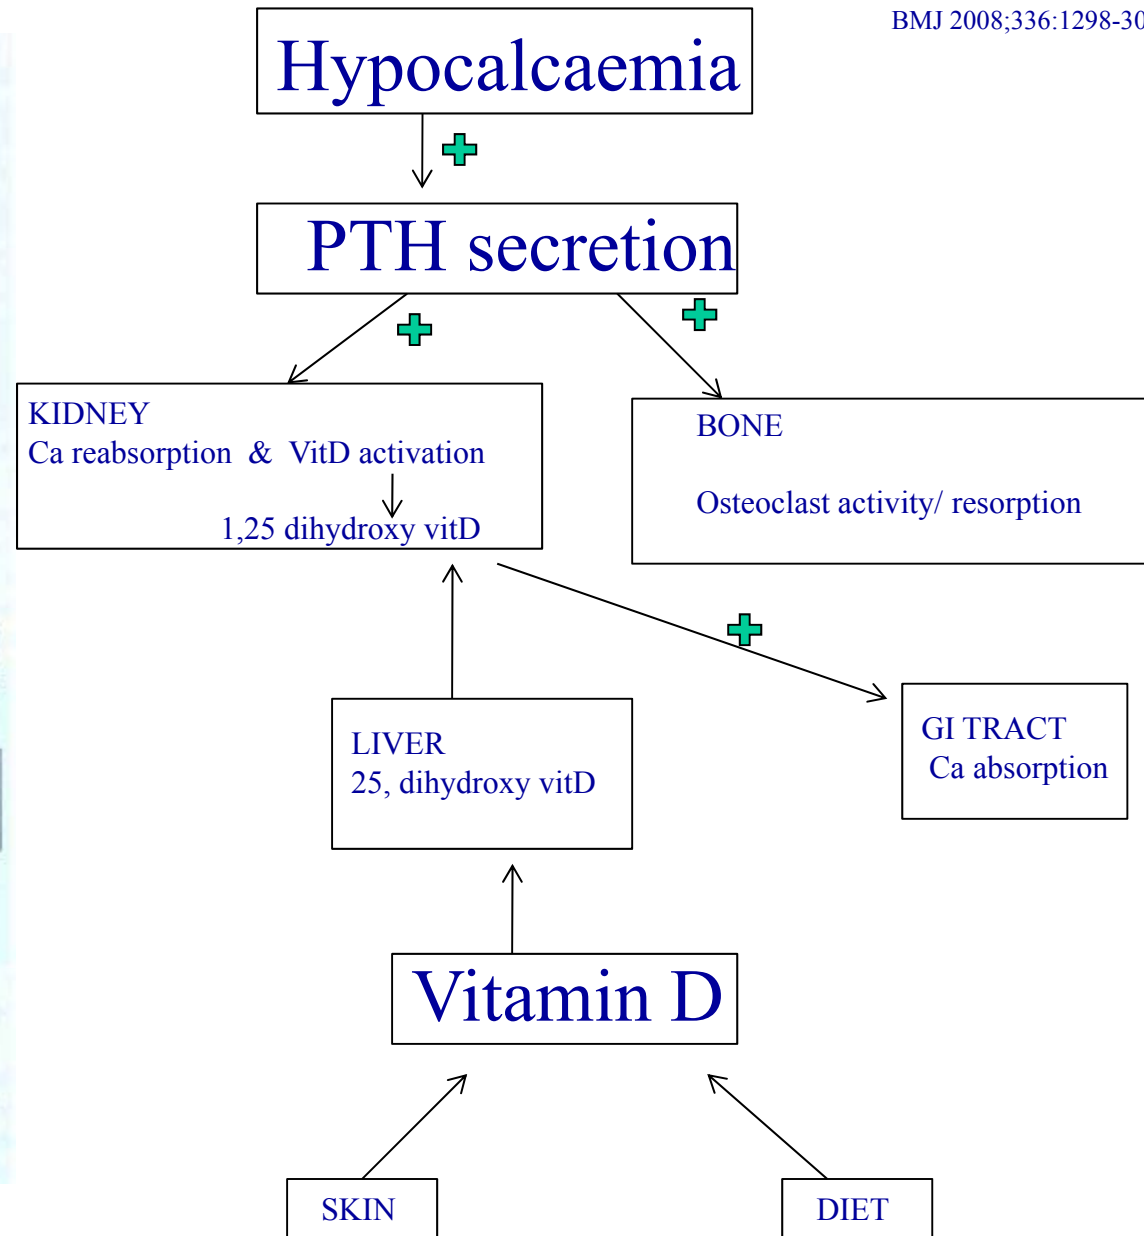 BMJ 2008;336:1298-30
Hypocalcaemia
PTH secretion
KIDNEY
Ca reabsorption & VitD activation
1,25 dihydroxy vitD
BONE
Osteoclast activity/ resorption
LIVER
25, dihydroxy vitD
GI TRACT
Ca absorption
Vitamin D
SKIN
DIET